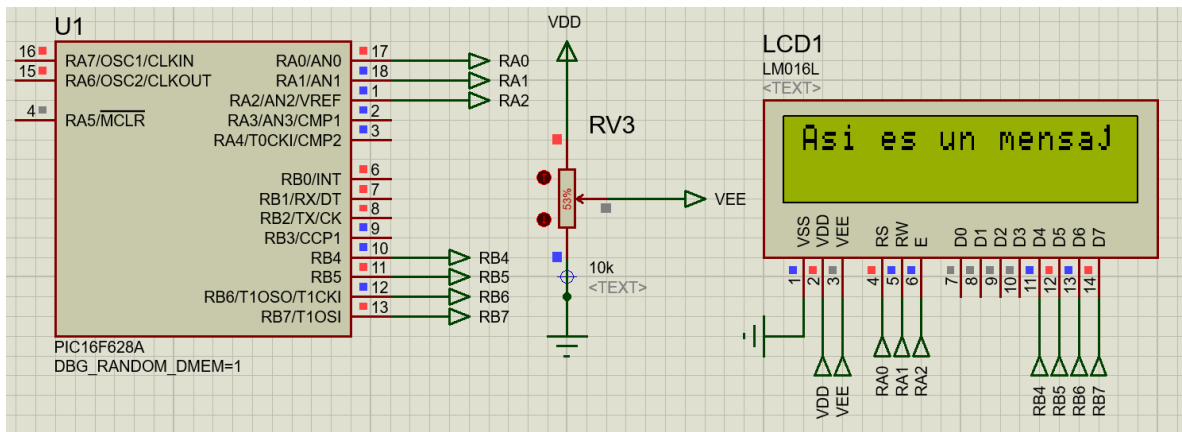 U1
16
RA7/OSC1/CLKIN
15
RA6/OSC2/CLKOUT
4
RA5/MCLR
RA0/AN0
17
RA1/AN1
18
RA2/AN2/VREF
1
RA3/AN3/CMP1
2
RA4/T0CKI/CMP2
3
RB0/INT
6
RB1/RX/DT
7
RB2/TX/CK
8
RB3/CCP1
9
RB4
10
RB5
11
RB6/T1OSO/T1CKI
12
RB7/T1OSI
13
PIC16F628A
DBG_RANDOM_DMEM=1
RA0
RA1
RA2
RB4
RB5
RB6
RB7
VDD
RV3
53%
VEE
10k
<TEXT>
LCD1
LM016L
<TEXT>
Asi es un mensaJ
VSS
VDD
VEE
RS
RW
E
D0
D1
D2
D3
D4
D5
D6
D7
1
2
3
4
5
6
7
8
9
10
11
12
13
14
VDD
VEE
RA0
RA1
RA2
RB4
RB5
RB6
RB7